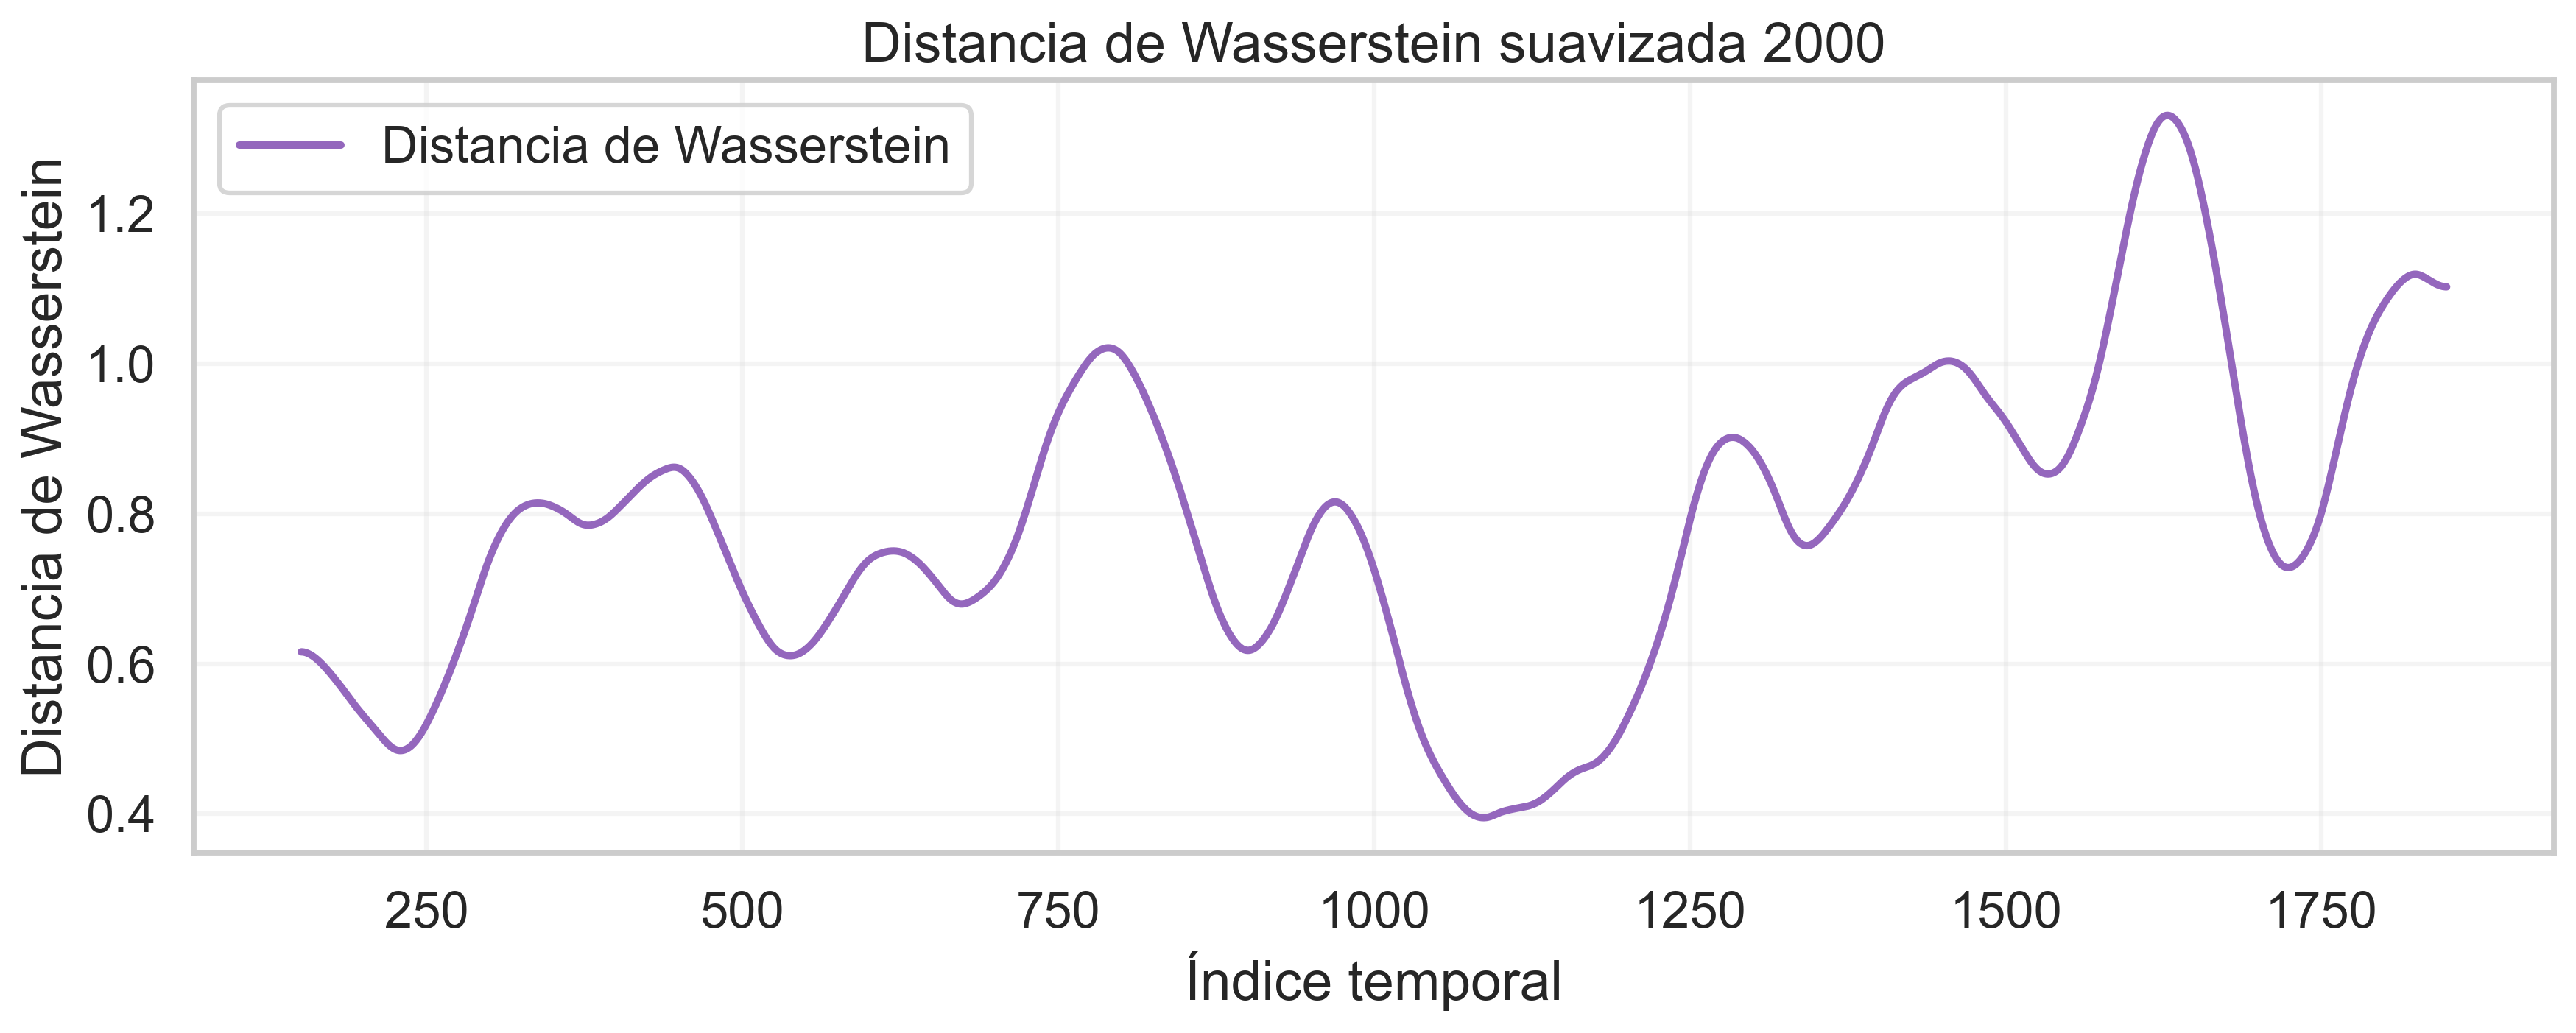 Distancia de Wasserstein suavizada 2000
Distancia de Wasserstein
Distancia de Wasserstein
1.2
1.0
0.8
0.6
0.4
250 500 750 1000 1250 1500 1750
Índice temporal